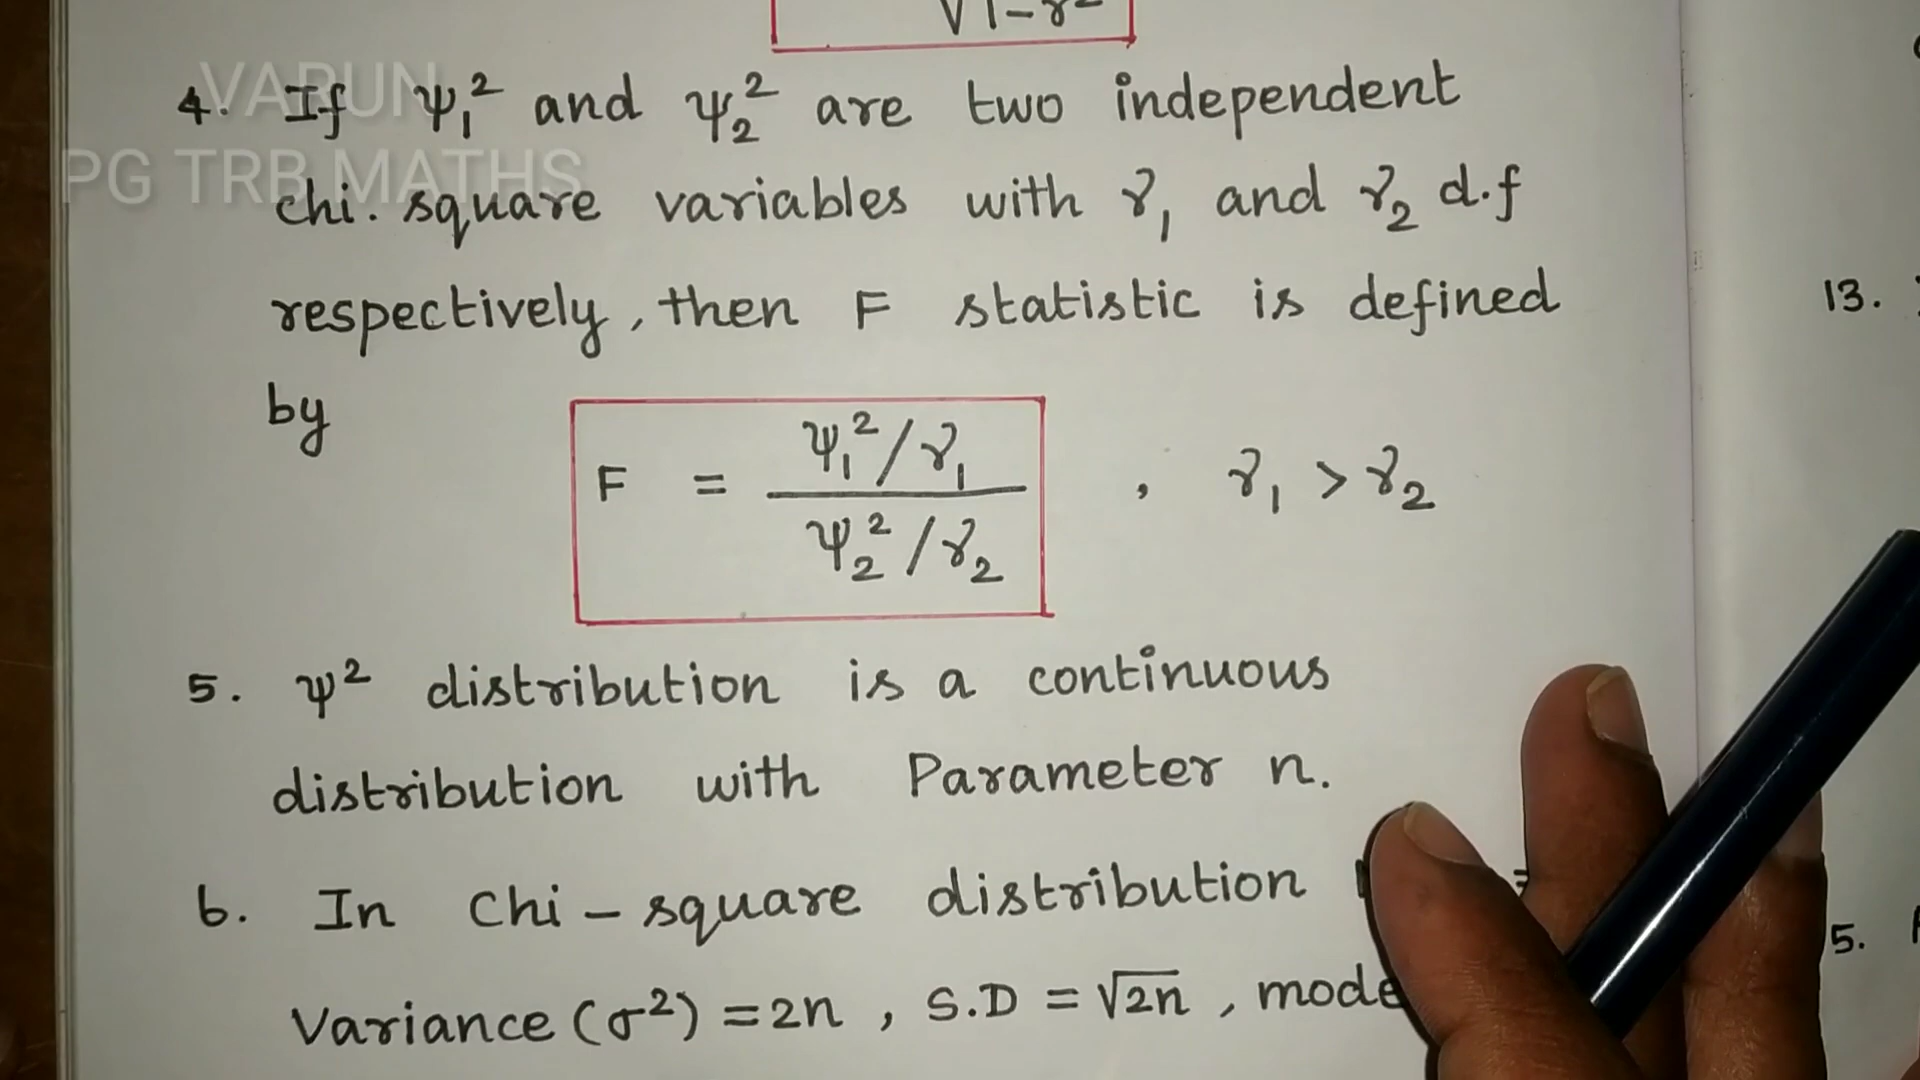 √1-r²
VARUN
PG TRB MATHS
4. If ψ₁² and ψ₂² are two independent
chi. square variables with γ₁ and γ₂ d.f
respectively, then F statistic is defined
by F = ψ₁²/γ₁ / ψ₂²/γ₂ , γ₁ > γ₂
5. ψ² distribution is a continuous
distribution with Parameter n.
6. In Chi-square distribution
Variance (σ²) = 2n , S.D = √2n , mode
13.
5.